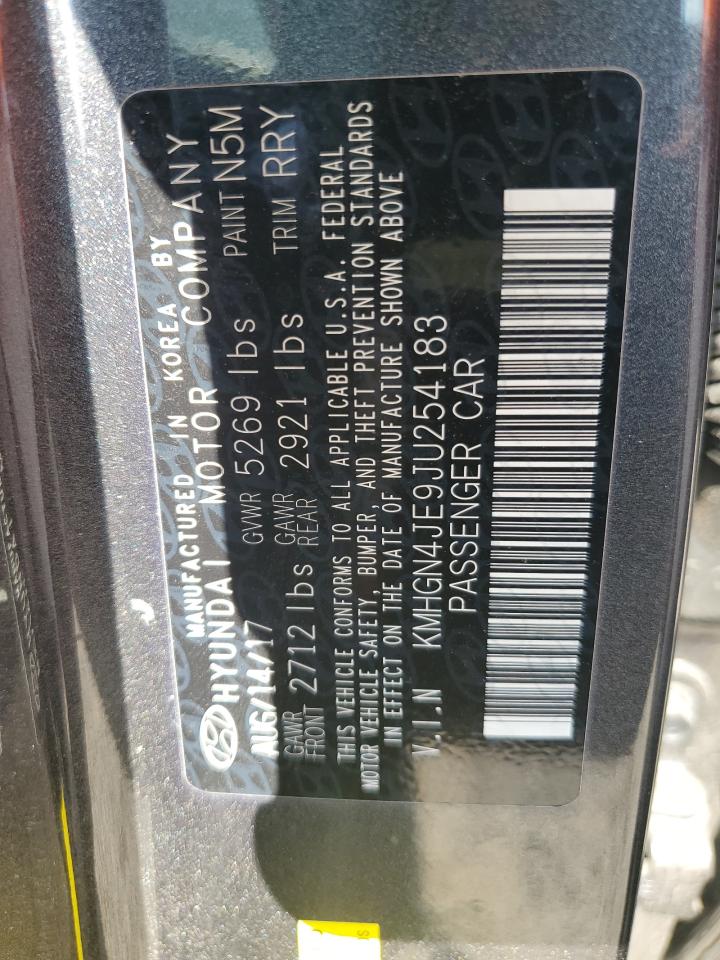 MANUFACTURED IN KOREA BY
HYUNDAI MOTOR COMPANY
AUG/14/17 GVWR 5269 lbs PAINT N5M
GAWR FRONT 2712 lbs GAWR REAR 2921 lbs TRIM RRY
THIS VEHICLE CONFORMS TO ALL APPLICABLE U.S.A. FEDERAL
MOTOR VEHICLE SAFETY, BUMPER, AND THEFT PREVENTION STANDARDS
IN EFFECT ON THE DATE OF MANUFACTURE SHOWN ABOVE
V.I.N KMHGN4JE9JU254183
PASSENGER CAR